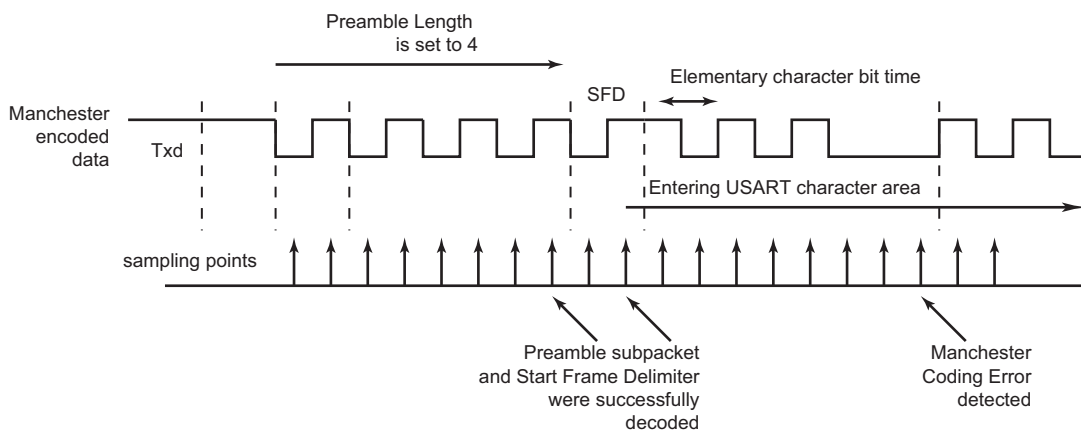 Preamble Length
is set to 4
Elementary character bit time
SFD
Manchester
encoded
data
Txd
Entering USART character area
sampling points
Preamble subpacket
and Start Frame Delimiter
were successfully
decoded
Manchester
Coding Error
detected